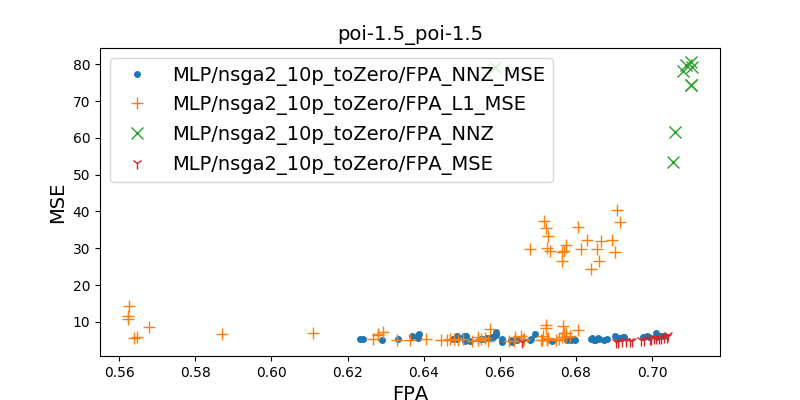 poi-1.5_poi-1.5
MLP/nsga2_10p_toZero/FPA_NNZ_MSE
MLP/nsga2_10p_toZero/FPA_L1_MSE
MLP/nsga2_10p_toZero/FPA_NNZ
MLP/nsga2_10p_toZero/FPA_MSE
MSE
80
70
60
50
40
30
20
10
0.56 0.58 0.60 0.62 0.64 0.66 0.68 0.70
FPA